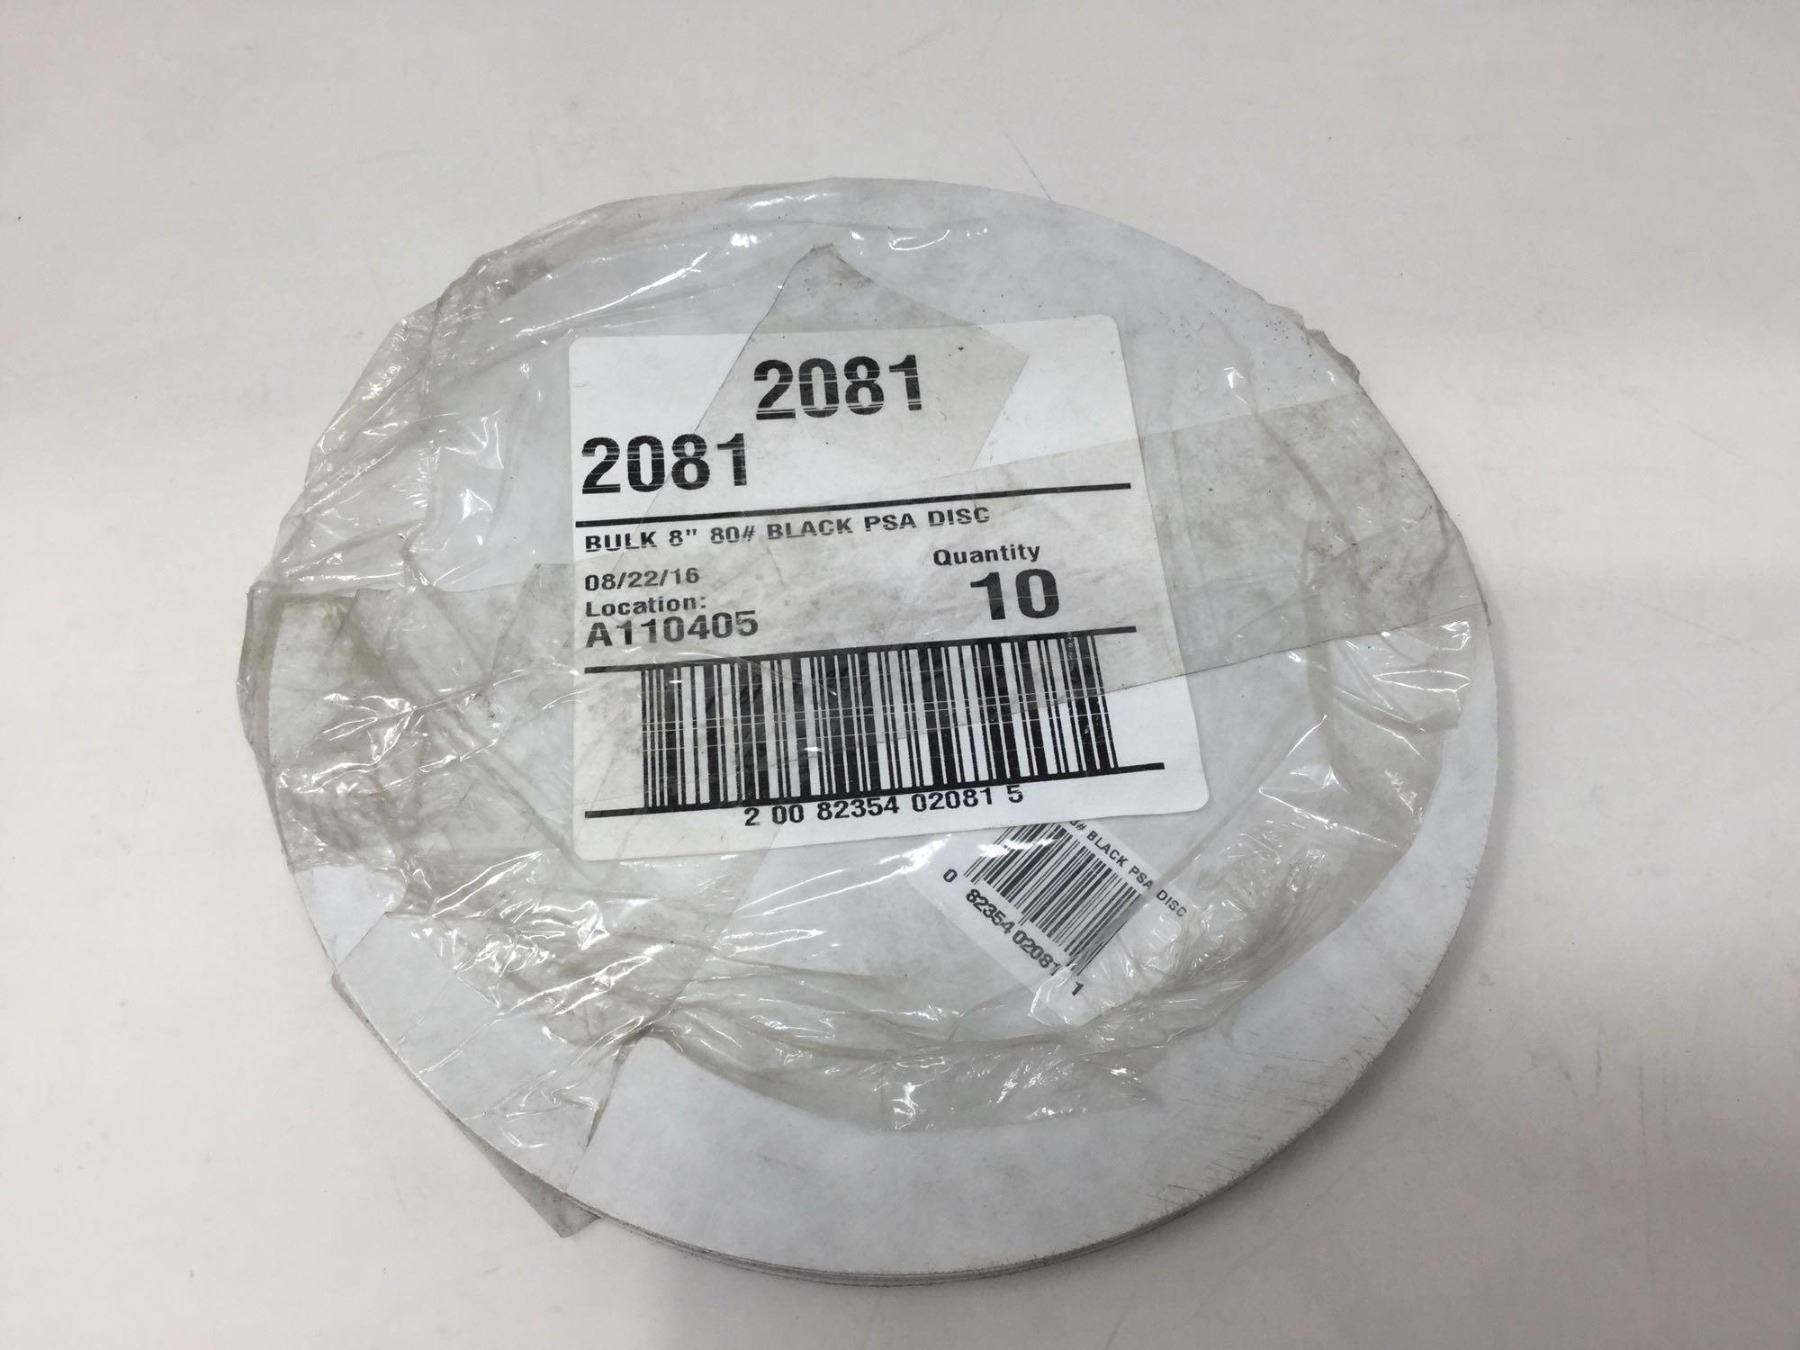 2081
2081
BULK 8" 80# BLACK PSA DISC
08/22/16
Quantity
Location:
10
A110405
2 00 82354 02081 5
# BLACK PSA DISC
0 82354 02081 1